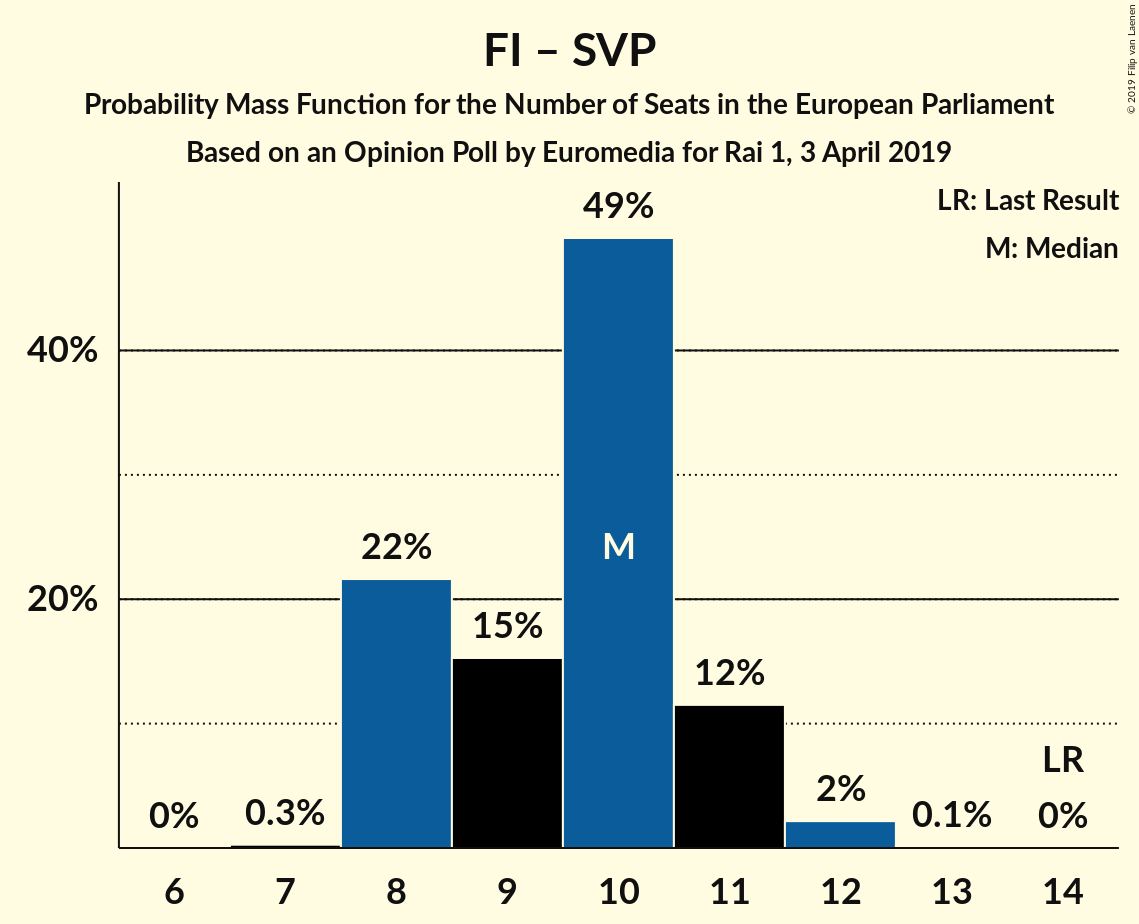 FI – SVP
Probability Mass Function for the Number of Seats in the European Parliament
Based on an Opinion Poll by Euromedia for Rai 1, 3 April 2019
© 2019 Filip van Laenen
LR: Last Result
M: Median
49%
40%
22%
M
20%
15%
12%
LR
2%
0%
0.3%
0.1%
0%
6 7 8 9 10 11 12 13 14